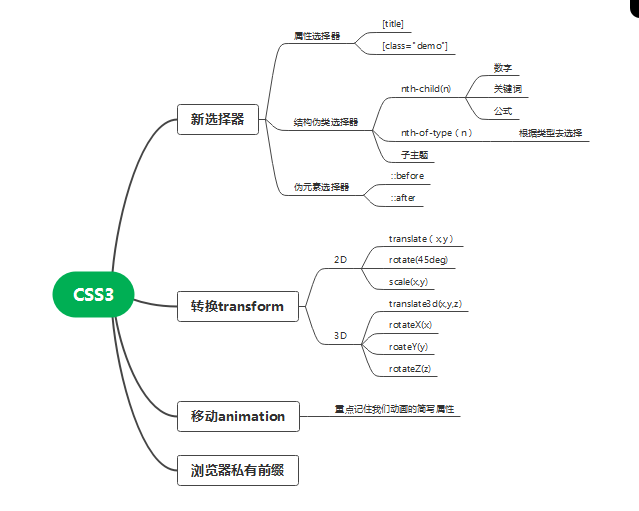 CSS3
新选择器
属性选择器
[title]
[class="demo"]
结构伪类选择器
nth-child(n)
数字
关键词
公式
nth-of-type（n）
根据类型去选择
子主题
伪元素选择器
::before
::after
转换transform
2D
translate（x,y）
rotate(45deg)
scale(x,y)
3D
translate3d(x,y,z)
rotateX(x)
roateY(y)
rotateZ(z)
移动animation
重点记住我们动画的简写属性
浏览器私有前缀